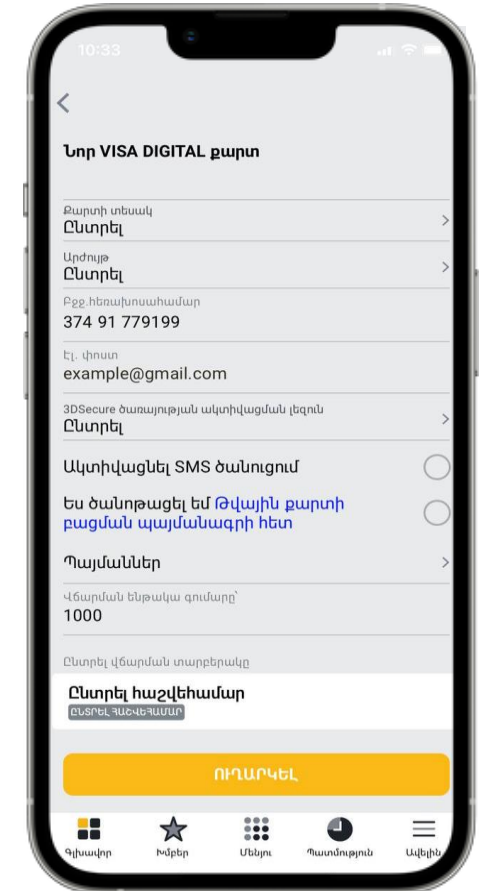 10:33
Նոր VISA DIGITAL քարտ
Քարտի տեսակ
Ընտրել
Արժույթ
Ընտրել
Բջջ.հեռախոսահամար
374 91 779199
Էլ. փոստ
example@gmail.com
3DSecure ծառայության ակտիվացման լեզուն
Ընտրել
Ակտիվացնել SMS ծանուցում
Ես ծանոթացել եմ Թվային քարտի
բացման պայմանագրի հետ
Պայմաններ
Վճարման ենթակա գումարը՝
1000
Ընտրել վճարման տարբերակը
Ընտրել հաշվեհամար
ԸՆՏՐԵԼ ՀԱՇՎԵՀԱՄԱՐ
ՈՒՂԱՐԿԵԼ
Գլխավոր Խմբեր Մենյու Պատմություն Ավելին